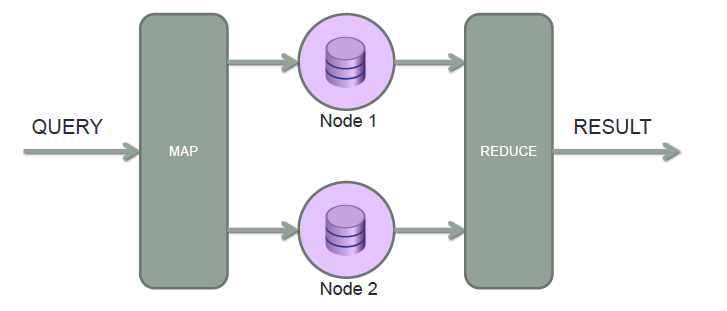 QUERY
MAP
Node 1
Node 2
REDUCE
RESULT